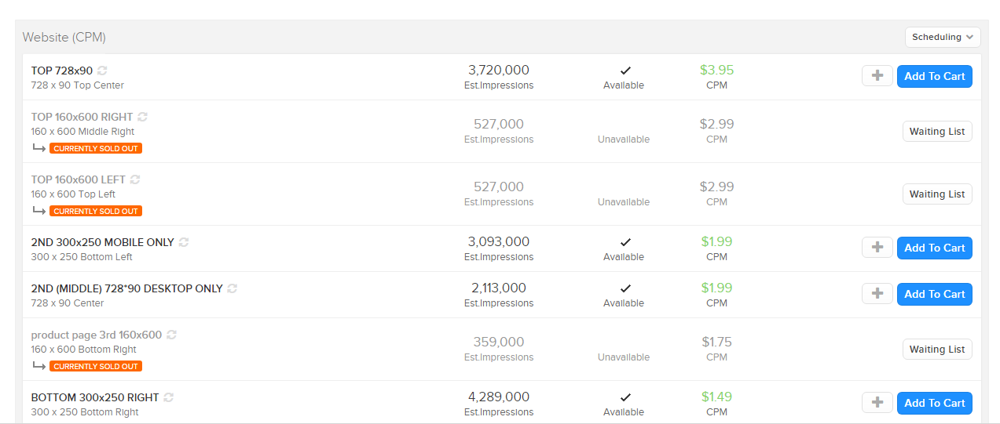 Website (CPM)
Scheduling
TOP 728x90 3,720,000 $3.95 Add To Cart
728 x 90 Top Center Est.Impressions Available CPM
TOP 160x600 RIGHT 527,000 $2.99
160 x 600 Middle Right Est.Impressions Unavailable CPM Waiting List
CURRENTLY SOLD OUT
TOP 160x600 LEFT 527,000 $2.99
160 x 600 Top Left Est.Impressions Unavailable CPM Waiting List
CURRENTLY SOLD OUT
2ND 300x250 MOBILE ONLY 3,093,000 $1.99 Add To Cart
300 x 250 Bottom Left Est.Impressions Available CPM
2ND (MIDDLE) 728*90 DESKTOP ONLY 2,113,000 $1.99 Add To Cart
728 x 90 Center Est.Impressions Available CPM
product page 3rd 160x600 359,000 $1.75
160 x 600 Bottom Right Est.Impressions Unavailable CPM Waiting List
CURRENTLY SOLD OUT
BOTTOM 300x250 RIGHT 4,289,000 $1.49 Add To Cart
300 x 250 Bottom Right Est.Impressions Available CPM